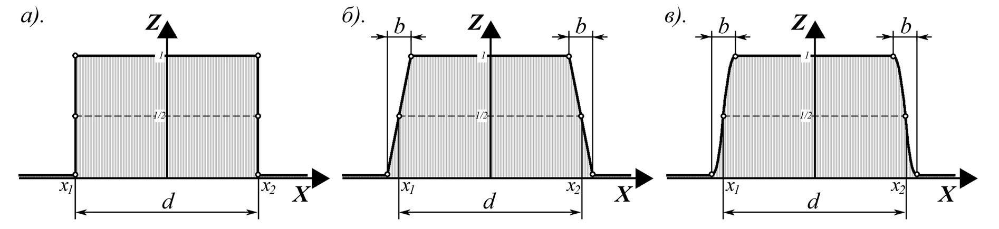 а).
Z
1
1/2
x1
x2
X
d
б).
b
Z
b
1
1/2
x1
x2
X
d
в).
b
Z
b
1
1/2
x1
x2
X
d